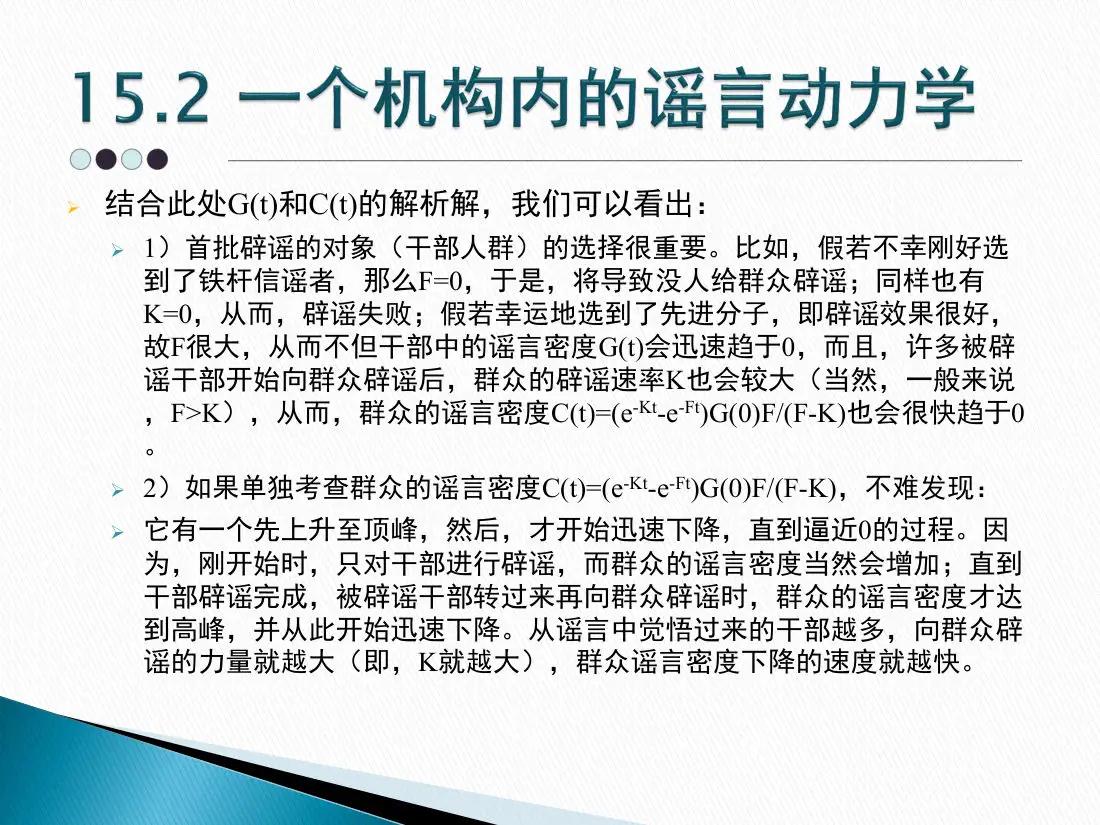 15.2 一个机构内的谣言动力学
结合此处G(t)和C(t)的解析解，我们可以看出：
1）首批辟谣的对象（干部人群）的选择很重要。比如，假若不幸刚好选
到了铁杆信谣者，那么F=0，于是，将导致没人给群众辟谣；同样也有
K=0，从而，辟谣失败；假若幸运地选到了先进分子，即辟谣效果很好，
故F很大，从而不但干部中的谣言密度G(t)会迅速趋于0，而且，许多被辟
谣干部开始向群众辟谣后，群众的辟谣速率K也会较大（当然，一般来说
，F>K），从而，群众的谣言密度C(t)=(e-Kt-e-Ft)G(0)F/(F-K)也会很快趋于0
。
2）如果单独考查群众的谣言密度C(t)=(e-Kt-e-Ft)G(0)F/(F-K)，不难发现：
它有一个先上升至顶峰，然后，才开始迅速下降，直到逼近0的过程。因
为，刚开始时，只对干部进行辟谣，而群众的谣言密度当然会增加；直到
干部辟谣完成，被辟谣干部转过来再向群众辟谣时，群众的谣言密度才达
到高峰，并从此开始迅速下降。从谣言中觉悟过来的干部越多，向群众辟
谣的力量就越大（即，K就越大），群众谣言密度下降的速度就越快。